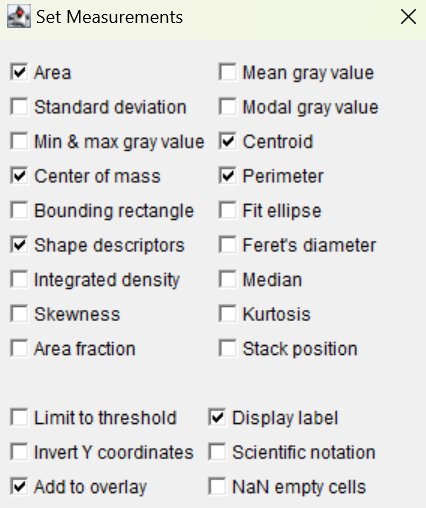 Set Measurements
Area Mean gray value
Standard deviation Modal gray value
Min & max gray value Centroid
Center of mass Perimeter
Bounding rectangle Fit ellipse
Shape descriptors Feret's diameter
Integrated density Median
Skewness Kurtosis
Area fraction Stack position
Limit to threshold Display label
Invert Y coordinates Scientific notation
Add to overlay NaN empty cells